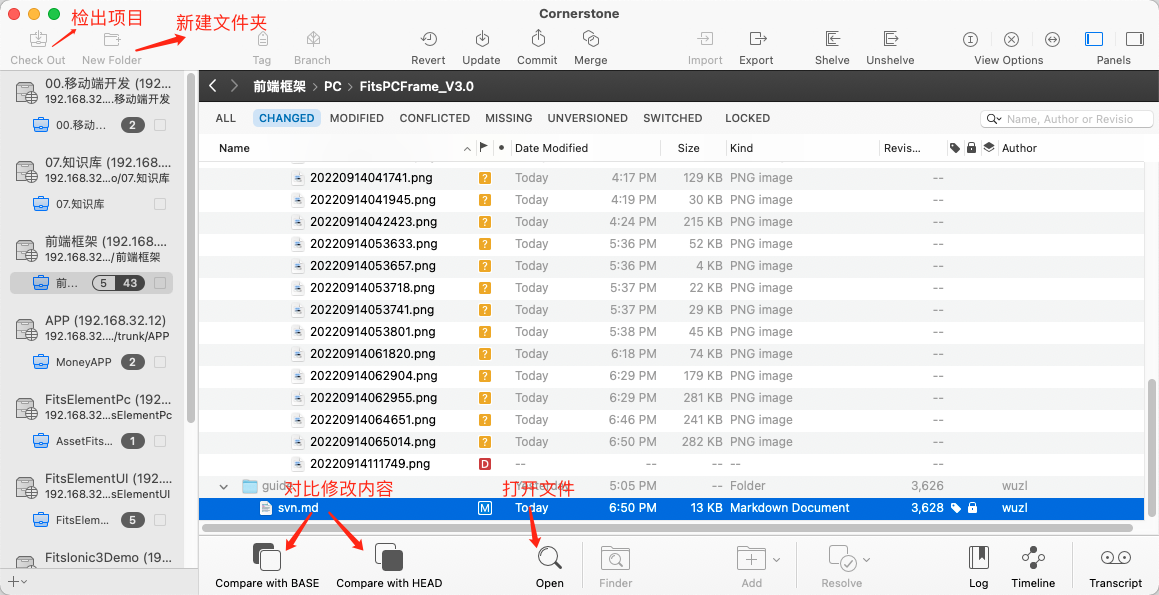 Cornerstone
检出项目
新建文件夹
Check Out
New Folder
Tag
Branch
Revert
Update
Commit
Merge
Import
Export
Shelve
Unshelve
View Options
Panels
00.移动端开发 (192...
192.168.32....移动端开发
00.移动... 2
07.知识库 (192.168....
192.168.32...o/07.知识库
07.知识库
前端框架 (192.168....
192.168.32.../前端框架
前... 5 43
APP (192.168.32.12)
192.168.32..../trunk/APP
MoneyAPP 2
FitsElementPc (192...
192.168.32...sElementPc
AssetFits... 1
FitsElementUI (192...
192.168.32...sElementUI
FitsElem... 5
FitsIonic3Demo (19...
前端框架 > PC > FitsPCFrame_V3.0
ALL CHANGED MODIFIED CONFLICTED MISSING UNVERSIONED SWITCHED LOCKED
Name, Author or Revisio
Name Date Modified Size Kind Revis... Author
20220914041741.png ? Today 4:17 PM 129 KB PNG image --
20220914041945.png ? Today 4:19 PM 30 KB PNG image --
20220914042423.png ? Today 4:24 PM 215 KB PNG image --
20220914053633.png ? Today 5:36 PM 52 KB PNG image --
20220914053657.png ? Today 5:36 PM 4 KB PNG image --
20220914053718.png ? Today 5:37 PM 22 KB PNG image --
20220914053741.png ? Today 5:37 PM 29 KB PNG image --
20220914053801.png ? Today 5:38 PM 45 KB PNG image --
20220914061820.png ? Today 6:18 PM 74 KB PNG image --
20220914062904.png ? Today 6:29 PM 179 KB PNG image --
20220914062955.png ? Today 6:29 PM 281 KB PNG image --
20220914064651.png ? Today 6:46 PM 241 KB PNG image --
20220914065014.png ? Today 6:50 PM 282 KB PNG image --
20220914111749.png D -- -- -- --
5:05 PM -- Folder 3,626 wuzl
对比修改内容
打开文件
svn.md M Today 6:50 PM 13 KB Markdown Document 3,628 wuzl
Compare with BASE
Compare with HEAD
Open
Finder
Add
Resolve
Log
Timeline
Transcript